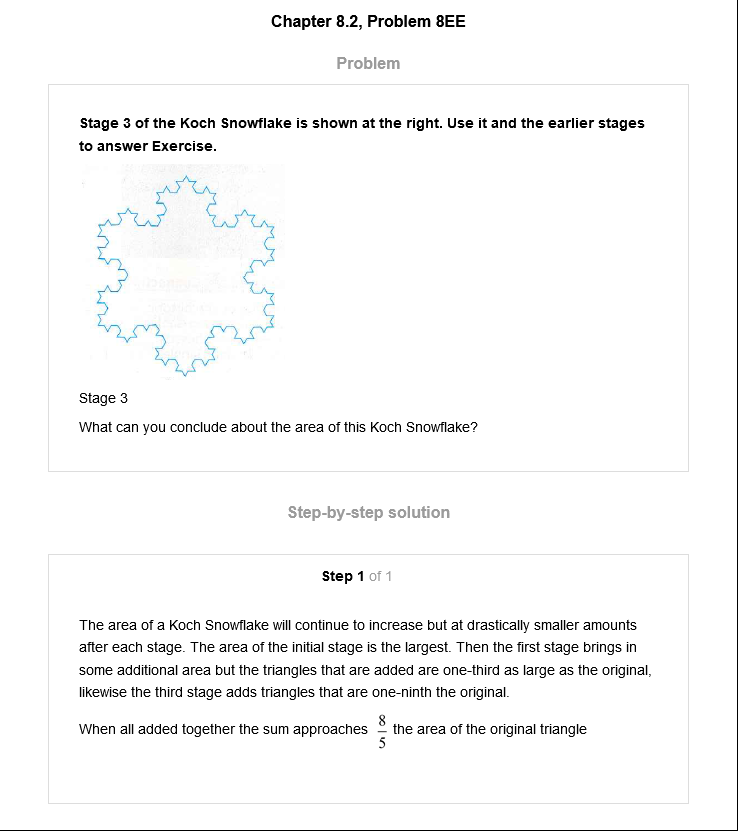 Chapter 8.2, Problem 8EE
Problem
Stage 3 of the Koch Snowflake is shown at the right. Use it and the earlier stages
to answer Exercise.
Stage 3
What can you conclude about the area of this Koch Snowflake?
Step-by-step solution
Step 1 of 1
The area of a Koch Snowflake will continue to increase but at drastically smaller amounts
after each stage. The area of the initial stage is the largest. Then the first stage brings in
some additional area but the triangles that are added are one-third as large as the original,
likewise the third stage adds triangles that are one-ninth the original.
When all added together the sum approaches 8/5 the area of the original triangle